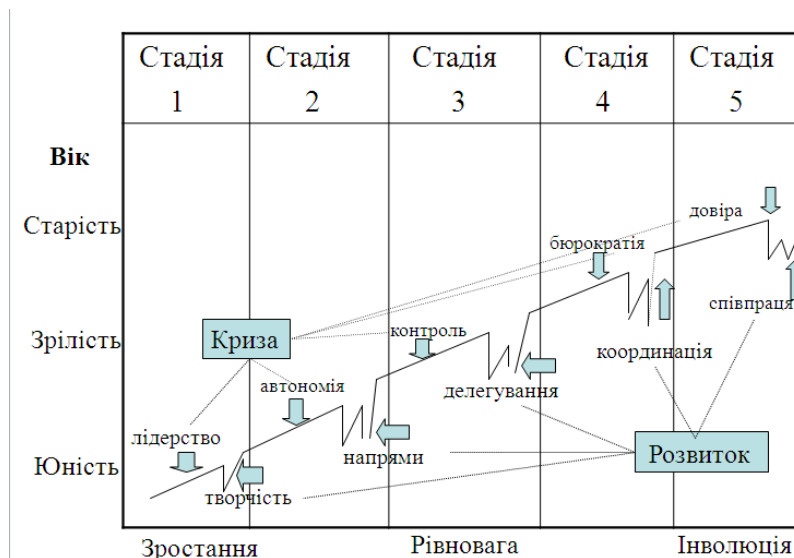 Стадія
1
Стадія
2
Стадія
3
Стадія
4
Стадія
5
Вік
Старість
довіра
бюрократія
співпраця
Зрілість
Криза
контроль
координація
автономія
делегування
лідерство
Юність
напрями
Розвиток
творчість
Зростання
Рівновага
Інволюція